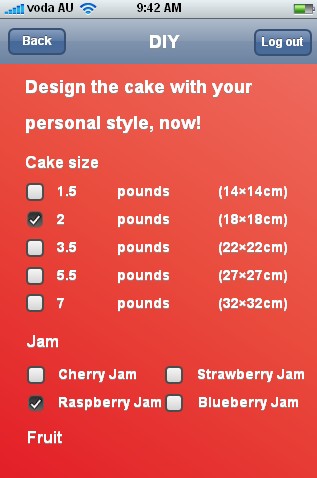 voda AU 9:42 AM
Back DIY Log out
Design the cake with your
personal style, now!
Cake size
1.5 pounds (14×14cm)
2 pounds (18×18cm)
3.5 pounds (22×22cm)
5.5 pounds (27×27cm)
7 pounds (32×32cm)
Jam
Cherry Jam Strawberry Jam
Raspberry Jam Blueberry Jam
Fruit